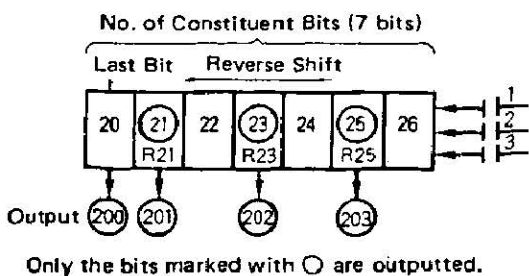 No. of Constituent Bits (7 bits)
Last Bit Reverse Shift
20 21 22 23 24 25 26
R21 R23 R25
1
2
3
Output 200 201 202 203
Only the bits marked with ○ are outputted.